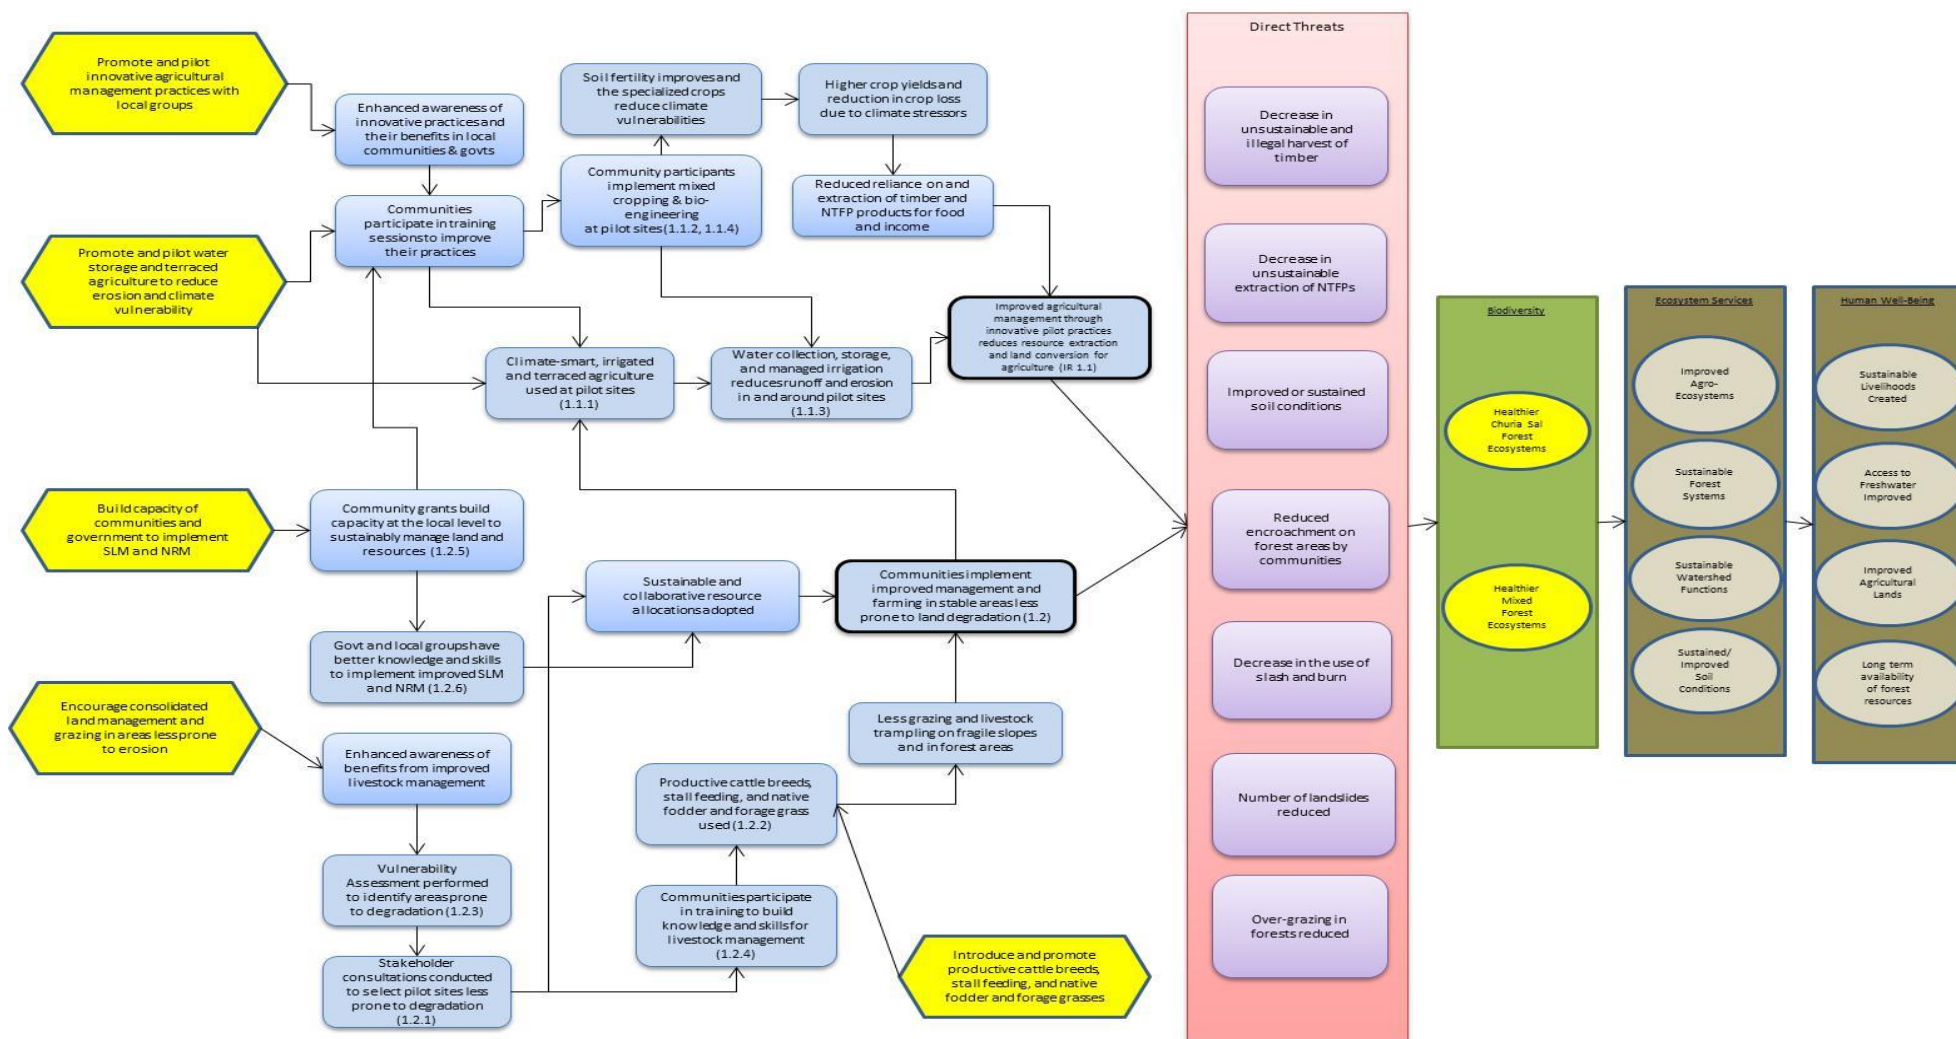 Promote and pilot
innovative agricultural
management practices with
local groups
Enhanced awareness of
innovative practices and
their benefits in local
communities & govts
Soil fertility improves and
the specialized crops
reduce climate
vulnerabilities
Higher crop yields and
reduction in crop loss
due to climate stressors
Promote and pilot water
storage and terraced
agriculture to reduce
erosion and climate
vulnerability
Communities
participate in training
sessions to improve
their practices
Community participants
implement mixed
cropping & bio-
engineering
at pilot sites (1.1.2, 1.1.4)
Reduced reliance on and
extraction of timber and
NTFP products for food
and income
Climate-smart, irrigated
and terraced agriculture
used at pilot sites
(1.1.1)
Water collection, storage,
and managed irrigation
reduces runoff and erosion
in and around pilot sites
(1.1.3)
Improved agricultural
management through
innovative pilot practices
reduces resource extraction
and land conversion for
agriculture (IR 1.1)
Build capacity of
communities and
government to implement
SLM and NRM
Community grants build
capacity at the local level to
sustainably manage land and
resources (1.2.5)
Govt and local groups have
better knowledge and skills
to implement improved SLM
and NRM (1.2.6)
Sustainable and
collaborative resource
allocations adopted
Communities implement
improved management and
farming in stable areas less
prone to land degradation (1.2)
Encourage consolidated
land management and
grazing in areas less prone
to erosion
Enhanced awareness of
benefits from improved
livestock management
Vulnerability
Assessment performed
to identify areas prone
to degradation (1.2.3)
Stakeholder
consultations conducted
to select pilot sites less
prone to degradation
(1.2.1)
Productive cattle breeds,
stall feeding, and native
fodder and forage grass
used (1.2.2)
Communities participate
in training to build
knowledge and skills for
livestock management
(1.2.4)
Less grazing and livestock
trampling on fragile slopes
and in forest areas
Introduce and promote
productive cattle breeds,
stall feeding, and native
fodder and forage grasses
Direct Threats
Decrease in
unsustainable and
illegal harvest of
timber
Decrease in
unsustainable
extraction of NTFPs
Improved or sustained
soil conditions
Reduced
encroachment on
forest areas by
communities
Decrease in the use of
slash and burn
Number of landslides
reduced
Over-grazing in
forests reduced
Biodiversity
Healthier
Churia Sal
Forest
Ecosystems
Healthier
Mixed
Forest
Ecosystems
Ecosystem Services
Improved
Agro-
Ecosystems
Sustainable
Forest
Systems
Sustainable
Watershed
Functions
Sustained/
Improved
Soil
Conditions
Human Well-Being
Sustainable
Livelihoods
Created
Access to
Freshwater
Improved
Improved
Agricultural
Lands
Long term
availability
of forest
resources